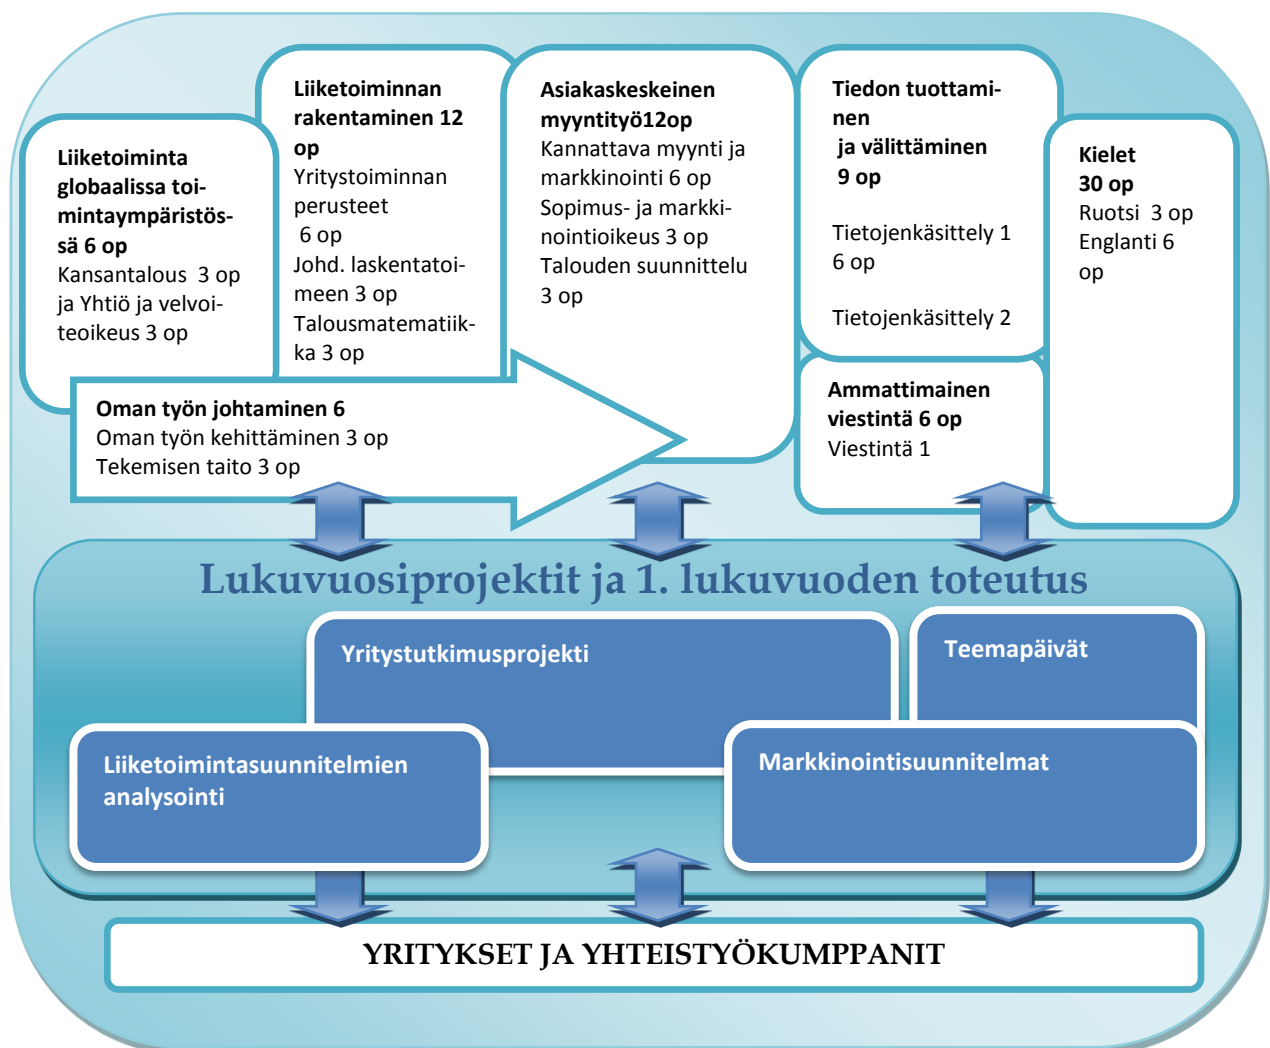 Liiketoiminta
globaalissa toi-
mintaympäristös-
sä 6 op
Kansantalous  3 op
ja Yhtiö ja velvoi-
teoikeus 3 op
Liiketoiminnan
rakentaminen 12
op
Yritystoiminnan
perusteet
6 op
Johd. laskentatoi-
meen 3 op
Talousmatematiik-
ka 3 op
Asiakaskeskeinen
myyntityö12op
Kannattava myynti ja
markkinointi 6 op
Sopimus- ja markki-
nointioikeus 3 op
Talouden suunnittelu
3 op
Tiedon tuottami-
nen
ja välittäminen
9 op
Tietojenkäsittely 1
6 op
Tietojenkäsittely 2
Kielet
30 op
Ruotsi  3 op
Englanti 6
op
Oman työn johtaminen 6
Oman työn kehittäminen 3 op
Tekemisen taito 3 op
Ammattimainen
viestintä 6 op
Viestintä 1
Lukuvuosiprojektit ja 1. lukuvuoden toteutus
Yritystutkimusprojekti
Teemapäivät
Liiketoimintasuunnitelmien
analysointi
Markkinointisuunnitelmat
YRITYKSET JA YHTEISTYÖKUMPPANIT